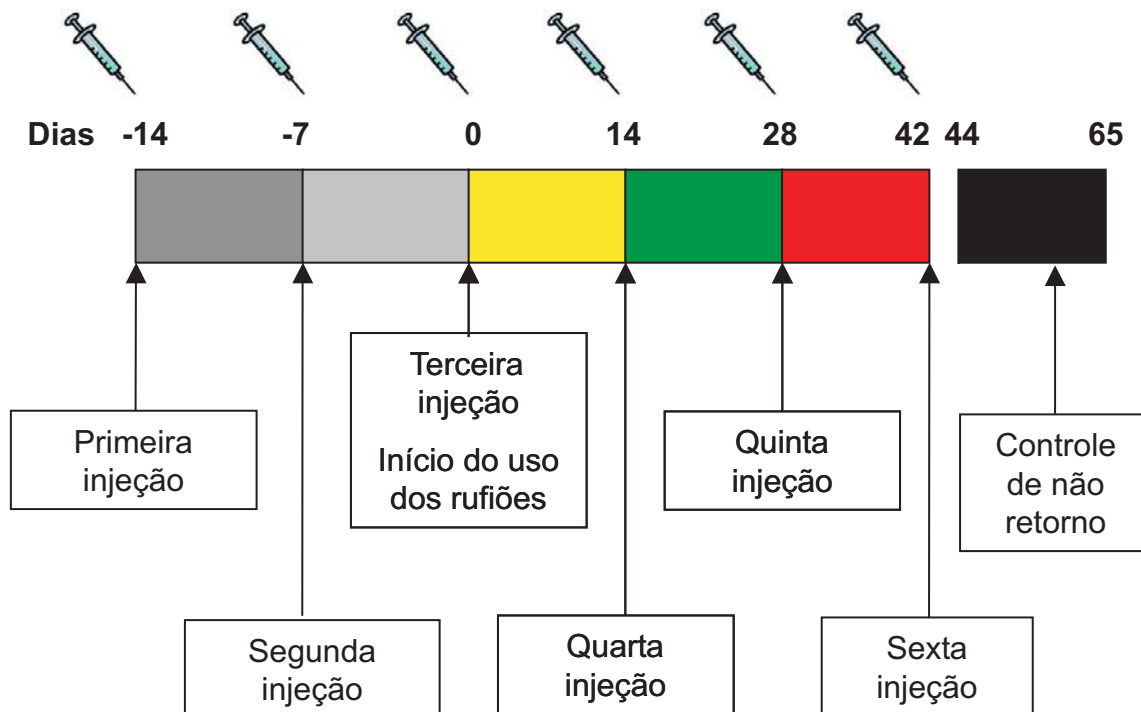 Dias -14 -7 0 14 28 42 44 65
Primeira
injeção
Terceira
injeção
Início do uso
dos rufiões
Quinta
injeção
Controle
de não
retorno
Segunda
injeção
Quarta
injeção
Sexta
injeção